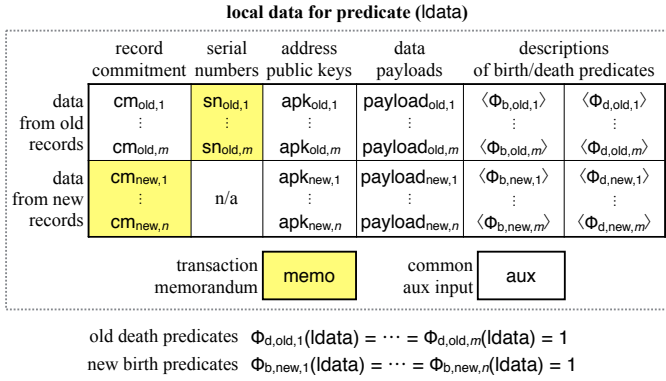 local data for predicate (ldata)
record commitment serial numbers address public keys data payloads descriptions of birth/death predicates
data from old records
cm_old,1 sn_old,1 apk_old,1 payload_old,1 ⟨Φ_b,old,1⟩ ⟨Φ_d,old,1⟩
⋮ ⋮ ⋮ ⋮ ⋮ ⋮
cm_old,m sn_old,m apk_old,m payload_old,m ⟨Φ_b,old,m⟩ ⟨Φ_d,old,m⟩
data from new records
cm_new,1 n/a apk_new,1 payload_new,1 ⟨Φ_b,new,1⟩ ⟨Φ_d,new,1⟩
⋮ ⋮ ⋮ ⋮ ⋮
cm_new,n apk_new,n payload_new,n ⟨Φ_b,new,m⟩ ⟨Φ_d,new,m⟩
transaction memorandum memo common aux input aux
old death predicates Φ_d,old,1(ldata) = ⋯ = Φ_d,old,m(ldata) = 1
new birth predicates Φ_b,new,1(ldata) = ⋯ = Φ_b,new,n(ldata) = 1